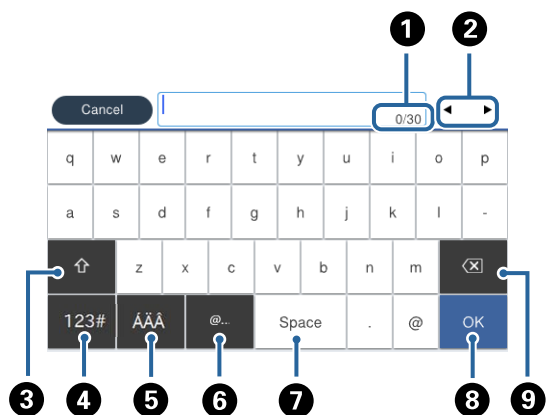 1 2
Cancel
0/30
q w e r t y u i o p
a s d f g h j k l -
z x c v b n m
123# ÁÄÂ @... Space . @ OK
3 4 5 6 7 8 9